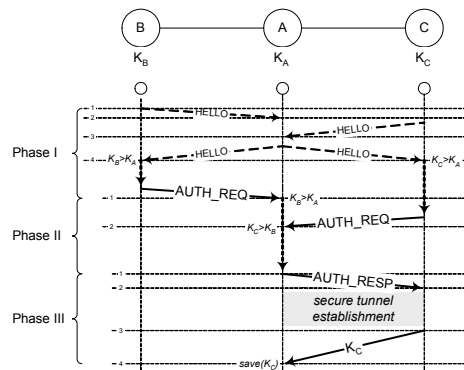 B A C
K_B K_A K_C
Phase I
1
HELLO
2
3
HELLO
HELLO HELLO
4 K_B>K_A K_C>K_A
Phase II
AUTH_REQ
1 K_B>K_A
AUTH_REQ
2 K_C>K_B
Phase III
1
AUTH_RESP
2
secure tunnel
establishment
3
K_C
4 save(K_C)